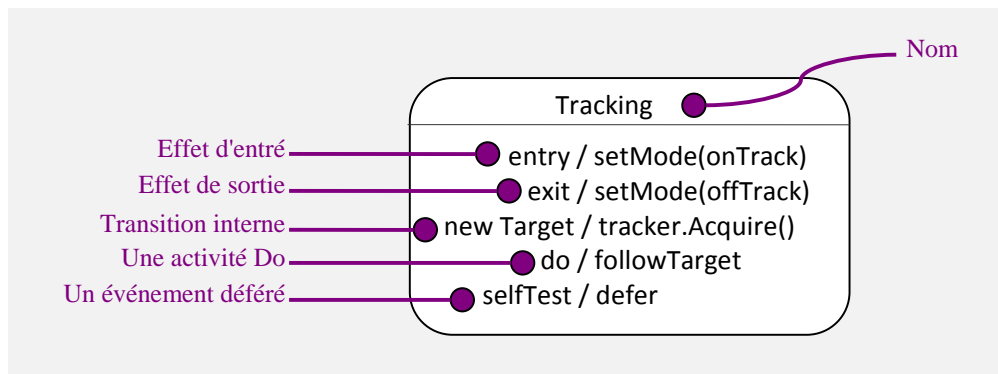 Nom
Tracking
Effet d'entré
entry / setMode(onTrack)
Effet de sortie
exit / setMode(offTrack)
Transition interne
new Target / tracker.Acquire()
Une activité Do
do / followTarget
Un événement déféré
selfTest / defer